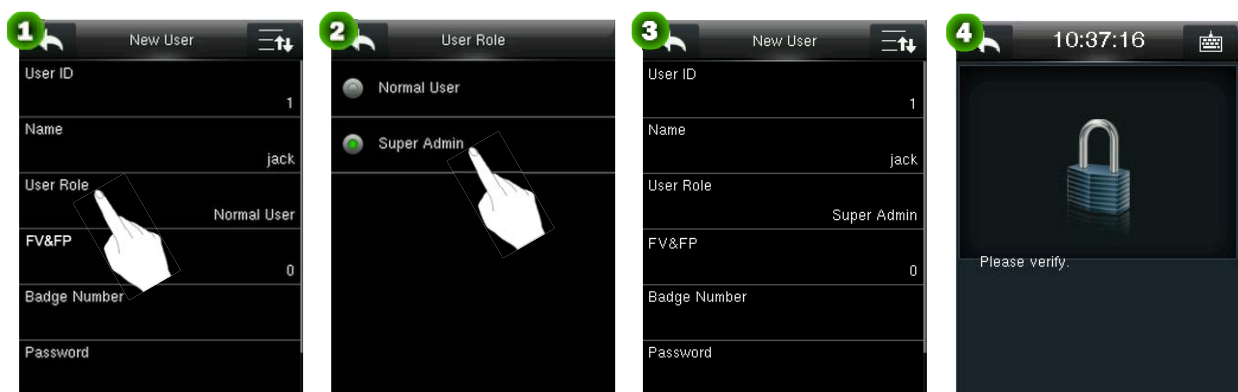 1
New User
User ID
1
Name
jack
User Role
Normal User
FV&FP
0
Badge Number
Password
2
User Role
Normal User
Super Admin
3
New User
User ID
1
Name
jack
User Role
Super Admin
FV&FP
0
Badge Number
Password
4
10:37:16
Please verify.